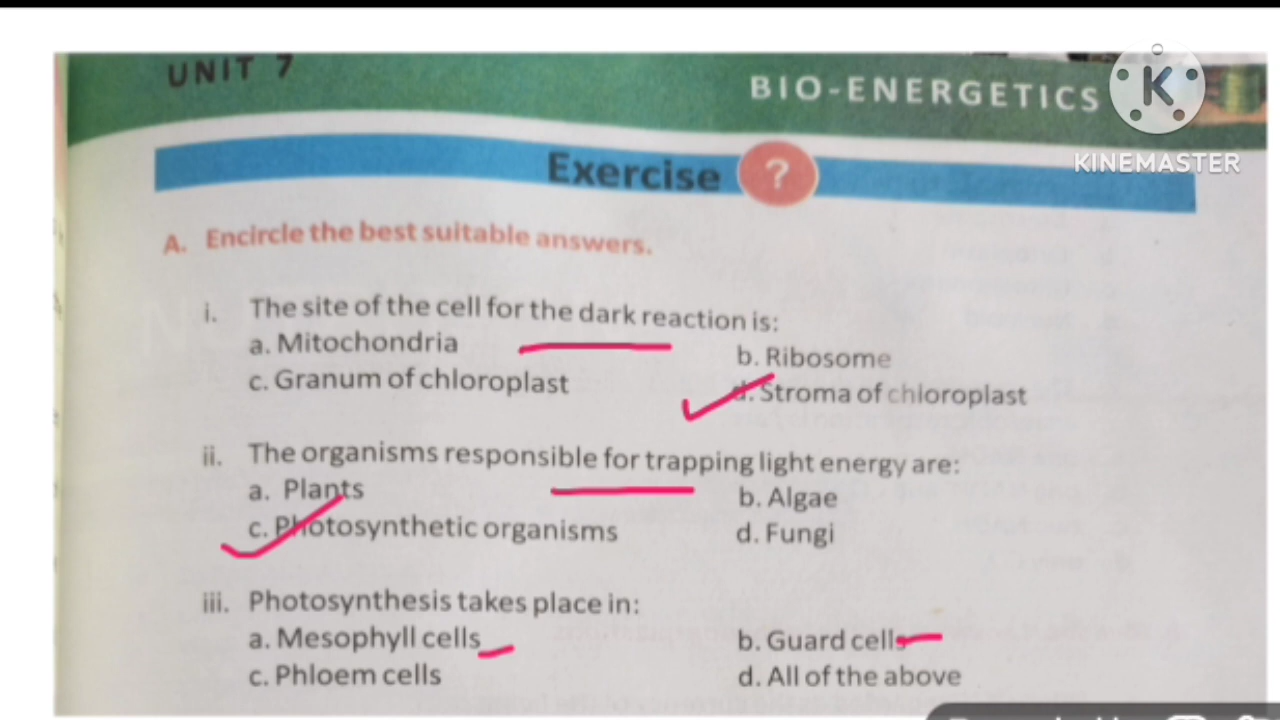 UNIT 7
BIO-ENERGETICS
K
KINEMASTER
Exercise ?
A. Encircle the best suitable answers.
i. The site of the cell for the dark reaction is:
a. Mitochondria
b. Ribosome
c. Granum of chloroplast
d. Stroma of chloroplast
ii. The organisms responsible for trapping light energy are:
a. Plants
b. Algae
c. Photosynthetic organisms
d. Fungi
iii. Photosynthesis takes place in:
a. Mesophyll cells
b. Guard cells
c. Phloem cells
d. All of the above